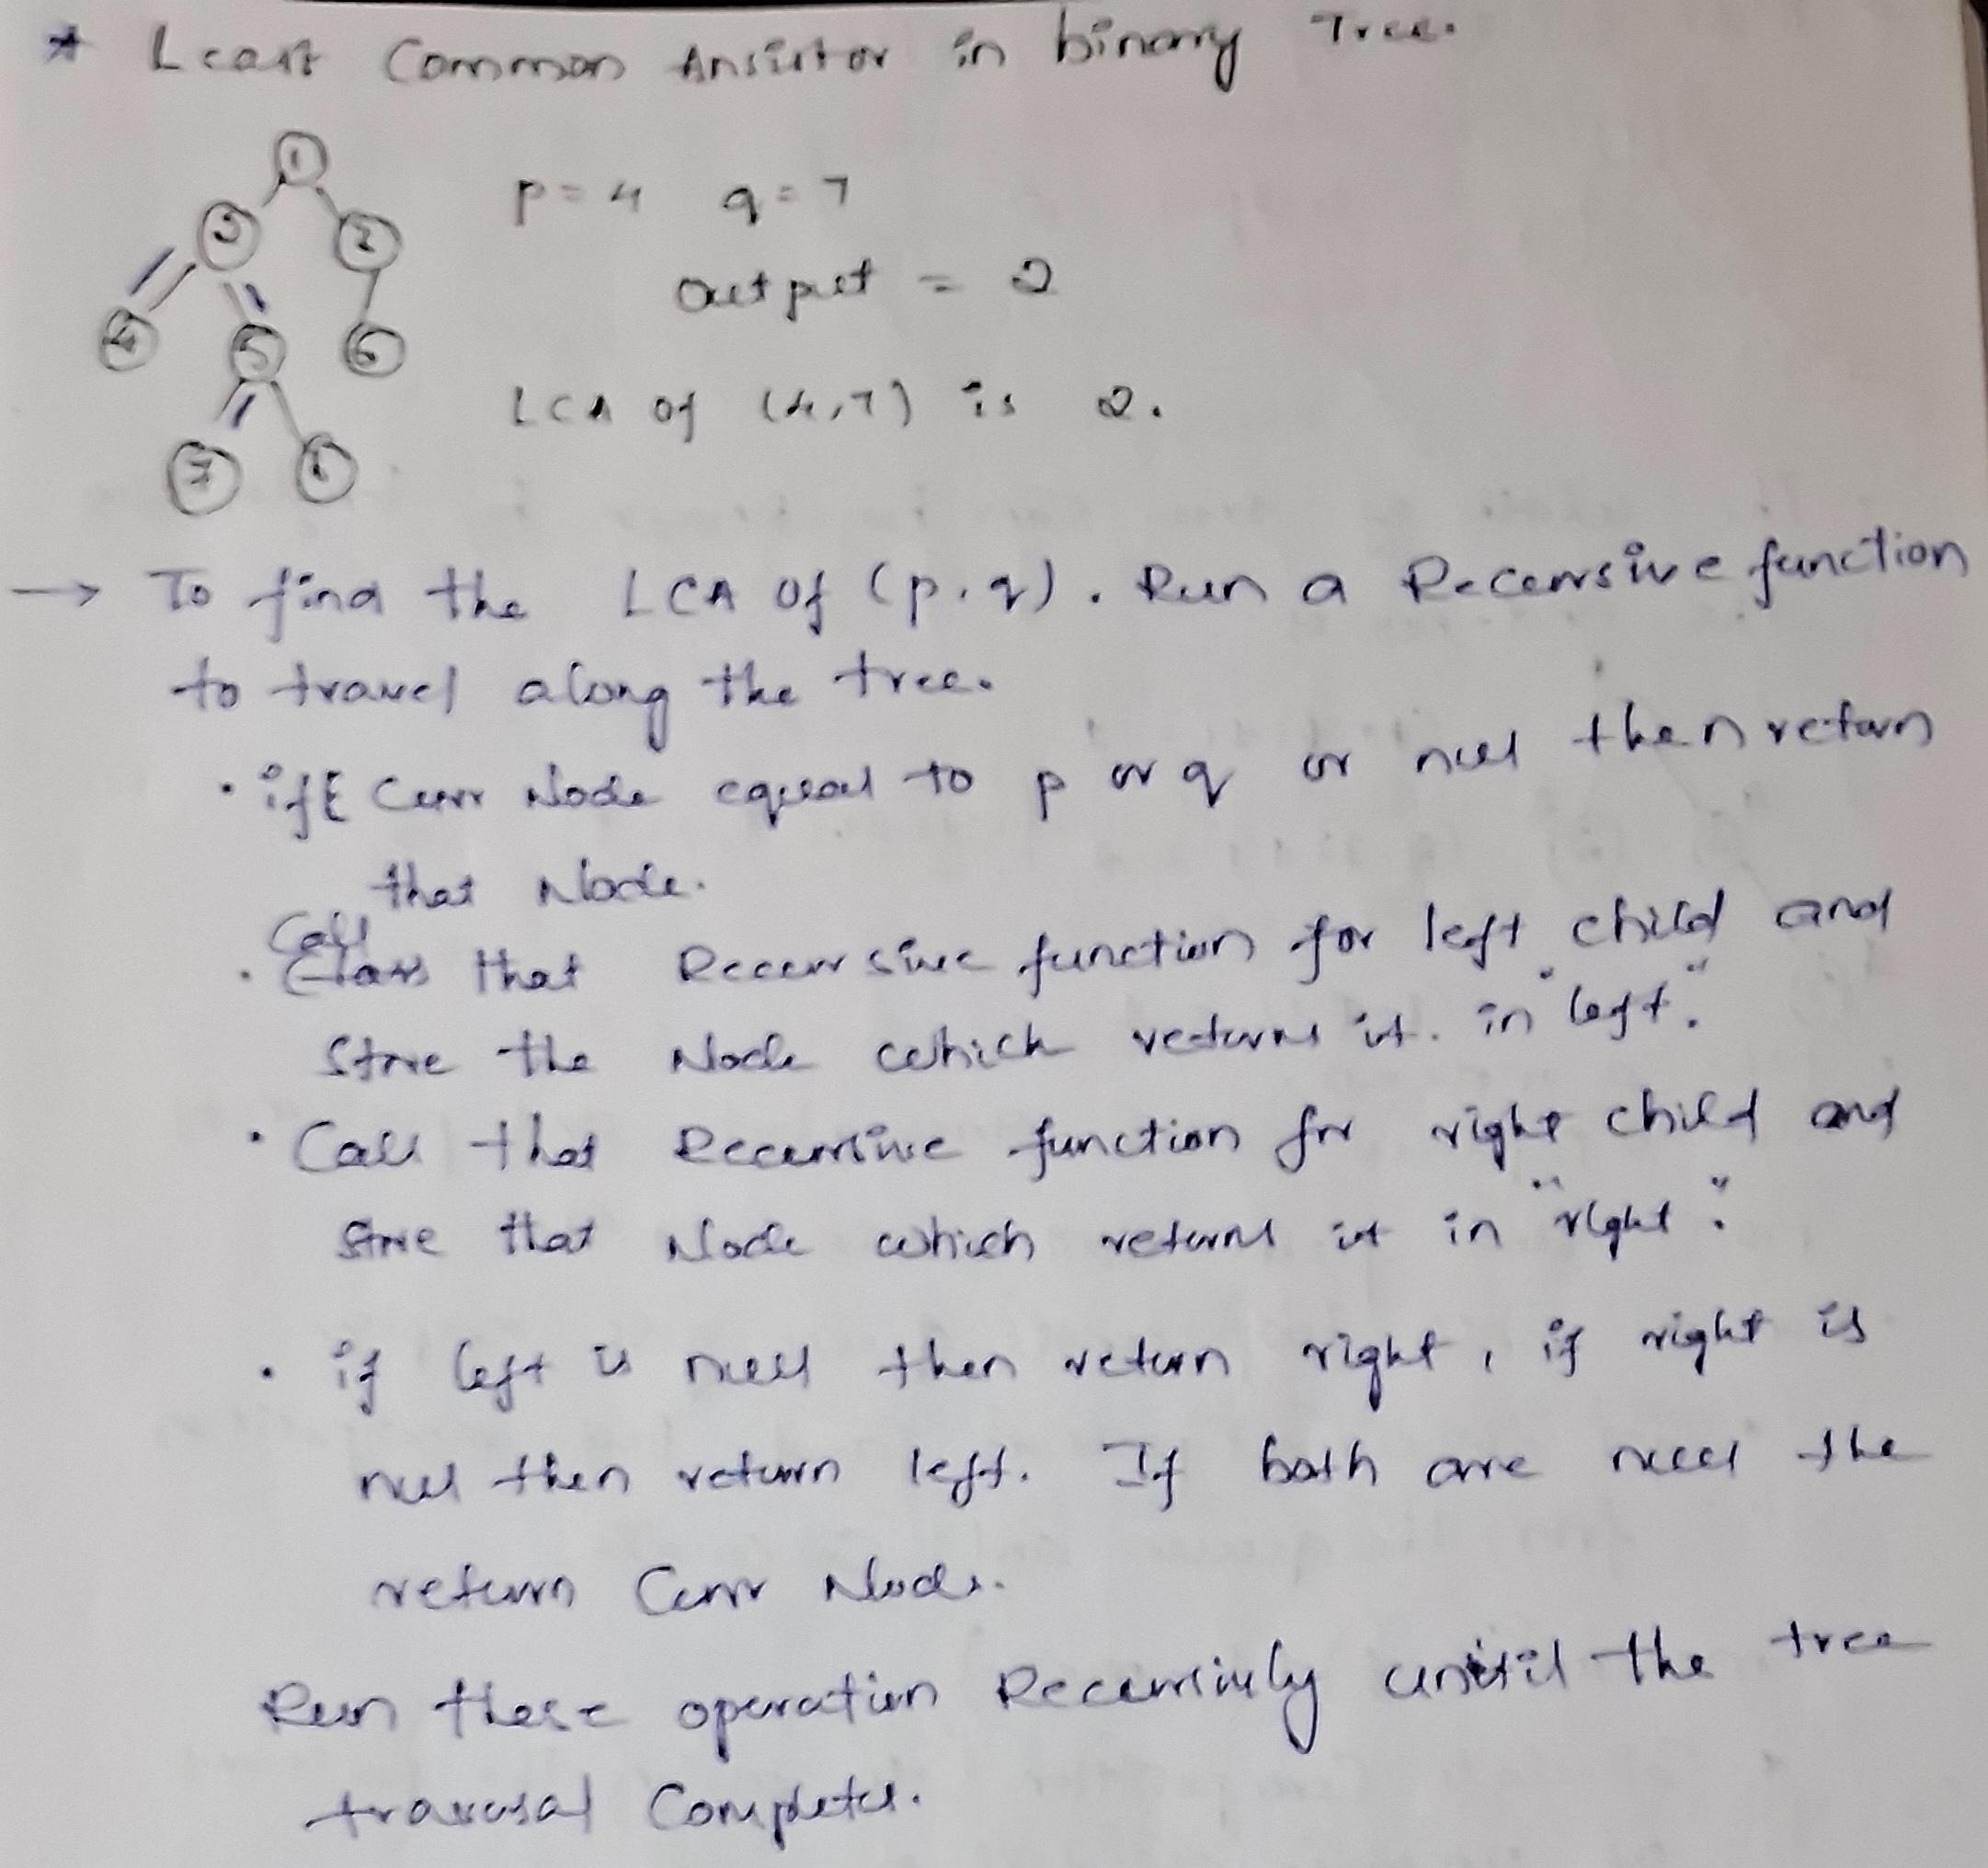 * Least Common Ansistor in binary Tree.
1
p = 4 q = 7
2
output = 2
4 5 6
LCA of (4,7) is 2.
7
→ To find the LCA of (p,q). Run a Recursive function
to travel along the tree.
• if Curr Node equal to p or q or null then return
that Node.
Call
• that Recursive function for left child and
Store the Node which returns it. in "left".
• Call that Recursive function for right child and
Store that Node which returns it in "right".
• if left is null then return right, if right is
null then return left. If both are null the
return Curr Node.
Run these operation Recursively until the tree
traversal Completes.